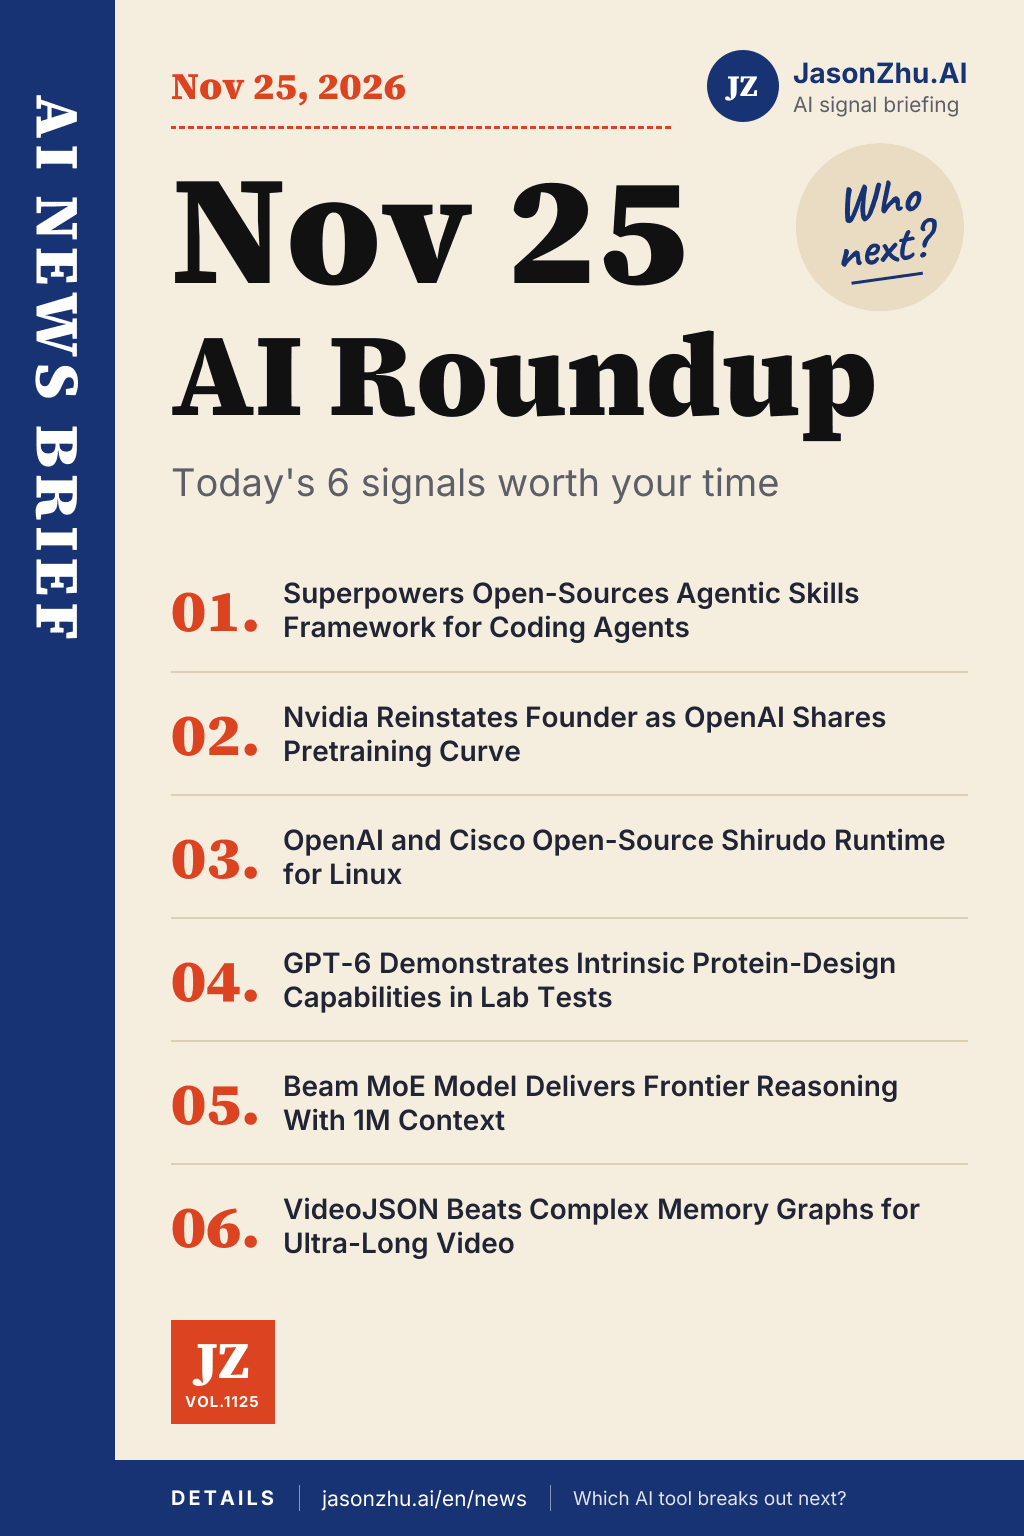 AI NEWS BRIEF
Nov 25, 2026
JZ
JasonZhu.AI
AI signal briefing
Nov 25
Who
next?
AI Roundup
Today's 6 signals worth your time
01.
Superpowers Open-Sources Agentic Skills
Framework for Coding Agents
02.
Nvidia Reinstates Founder as OpenAI Shares
Pretraining Curve
03.
OpenAI and Cisco Open-Source Shirudo Runtime
for Linux
04.
GPT-6 Demonstrates Intrinsic Protein-Design
Capabilities in Lab Tests
05.
Beam MoE Model Delivers Frontier Reasoning
With 1M Context
06.
VideoJSON Beats Complex Memory Graphs for
Ultra-Long Video
JZ
VOL.1125
DETAILS
jasonzhu.ai/en/news
Which AI tool breaks out next?